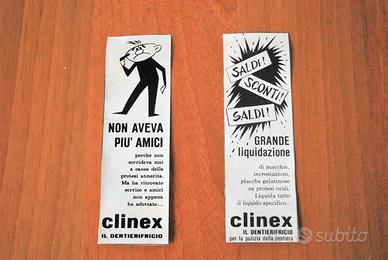 NON AVEVA
PIU' AMICI
perchè non
sorrideva mai
a causa della
protesi annerita.
Ma ha ritrovato
sorriso e amici
non appena
ha adottato...
clinex
IL DENTIERIFRICIO
SALDI!
SCONTI!
SALDI!
GRANDE
liquidazione
di macchie,
incrostazioni,
placche gelatinose
su protesi orali.
Liquida tutto
il liquido specifico...
clinex
IL DENTIERIFRICIO
per la pulizia della dentiera
subito